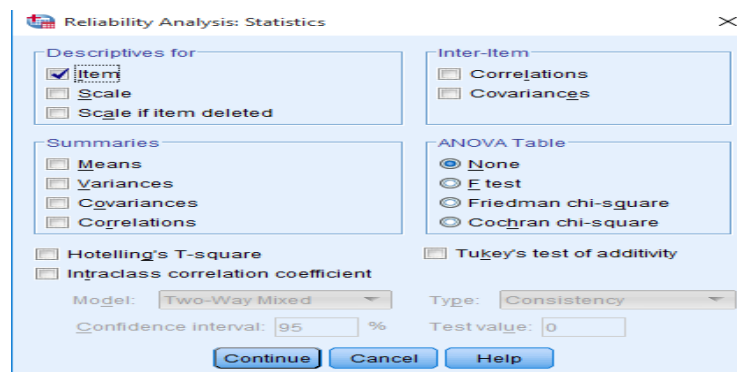 Reliability Analysis: Statistics
Descriptives for
Item
Scale
Scale if item deleted
Inter-Item
Correlations
Covariances
Summaries
Means
Variances
Covariances
Correlations
ANOVA Table
None
F test
Friedman chi-square
Cochran chi-square
Hotelling's T-square
Tukey's test of additivity
Intraclass correlation coefficient
Model: Two-Way Mixed Type: Consistency
Confidence interval: 95 % Test value: 0
Continue Cancel Help